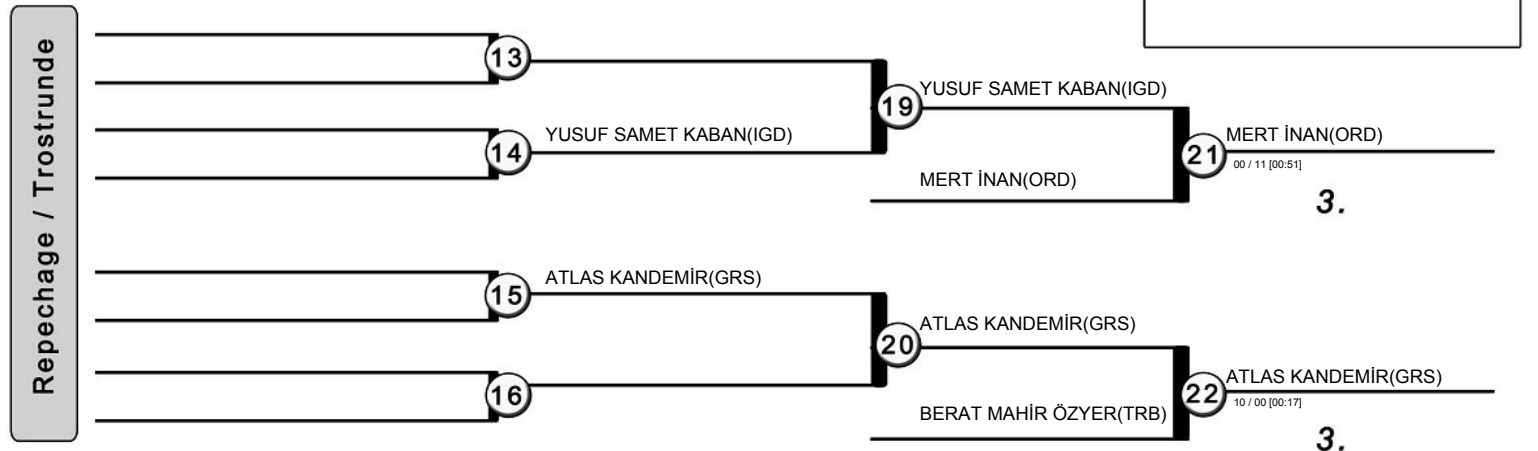 Repechage / Trostrunde
13
YUSUF SAMET KABAN(IGD)
19
14
YUSUF SAMET KABAN(IGD)
MERT İNAN(ORD)
21
00 / 11 [00:51]
MERT İNAN(ORD)
3.
ATLAS KANDEMİR(GRS)
15
ATLAS KANDEMİR(GRS)
20
ATLAS KANDEMİR(GRS)
22
10 / 00 [00:17]
16
BERAT MAHİR ÖZYER(TRB)
3.